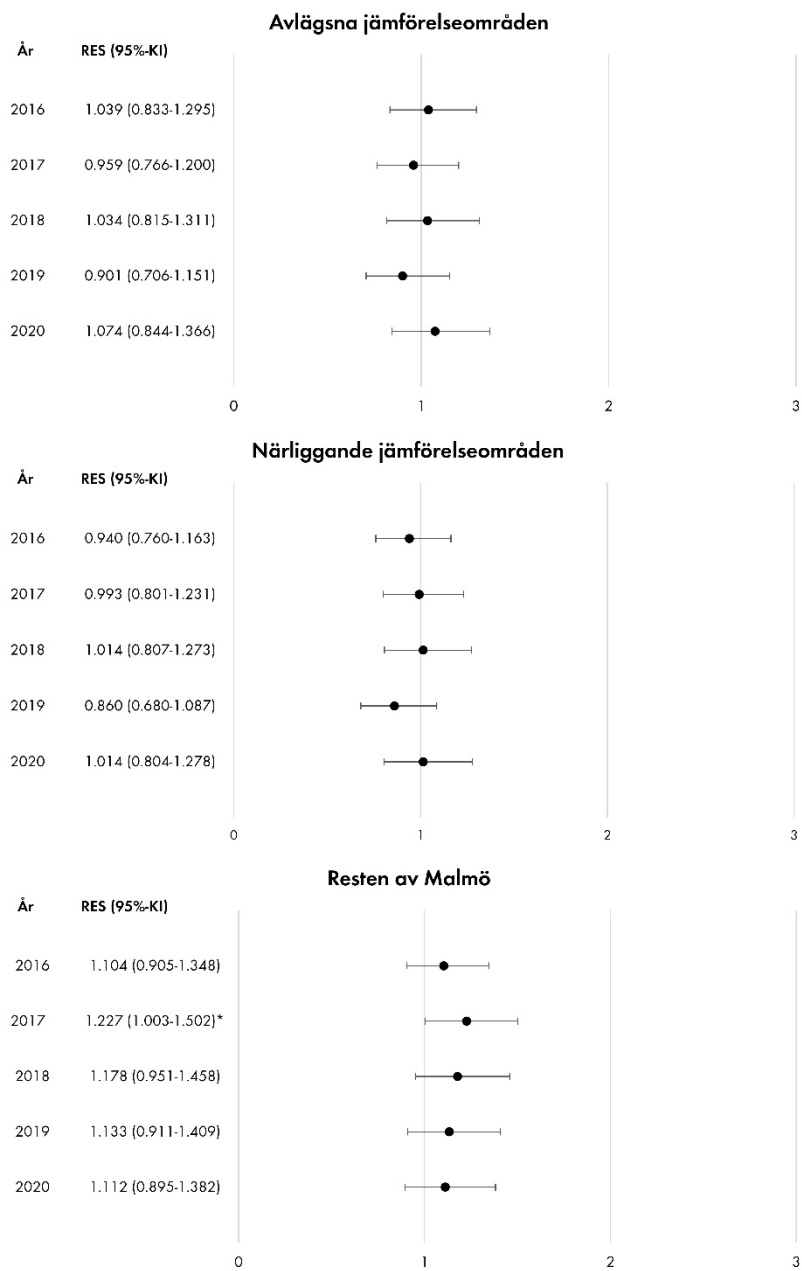 Avlägsna jämförelseområden
År RES (95%-KI)
2016 1.039 (0.833-1.295)
2017 0.959 (0.766-1.200)
2018 1.034 (0.815-1.311)
2019 0.901 (0.706-1.151)
2020 1.074 (0.844-1.366)
0 1 2 3
Närliggande jämförelseområden
År RES (95%-KI)
2016 0.940 (0.760-1.163)
2017 0.993 (0.801-1.231)
2018 1.014 (0.807-1.273)
2019 0.860 (0.680-1.087)
2020 1.014 (0.804-1.278)
0 1 2 3
Resten av Malmö
År RES (95%-KI)
2016 1.104 (0.905-1.348)
2017 1.227 (1.003-1.502)*
2018 1.178 (0.951-1.458)
2019 1.133 (0.911-1.409)
2020 1.112 (0.895-1.382)
0 1 2 3